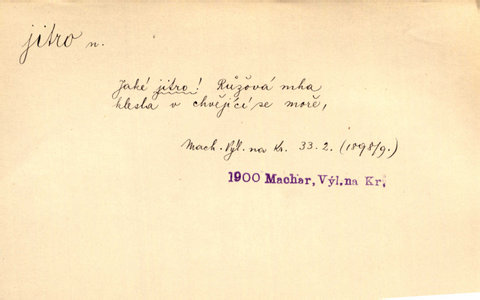 jitro n.
Jaké jitro! Růžová mha
klesla v chvějící se moře,
Mach. Výl. na Kr. 33. 2. (1898/9.)
1900 Machar, Výl. na Kr.